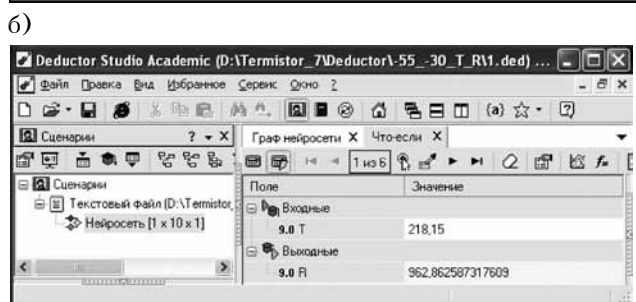 б)
Deductor Studio Academic (D:\Termistor_7\Deductor\-55_-30_T_R\1.ded) ...
Файл Правка Вид Избранное Сервис Окно ?
Сценарии ? Граф нейросети X Что-если X
1 из 6
Сценарии Поле Значение
Текстовый файл (D:\Termistor_ Входные
Нейросеть [1 x 10 x 1] 9.0 T 218,15
Выходные
9.0 R 962,862587317609